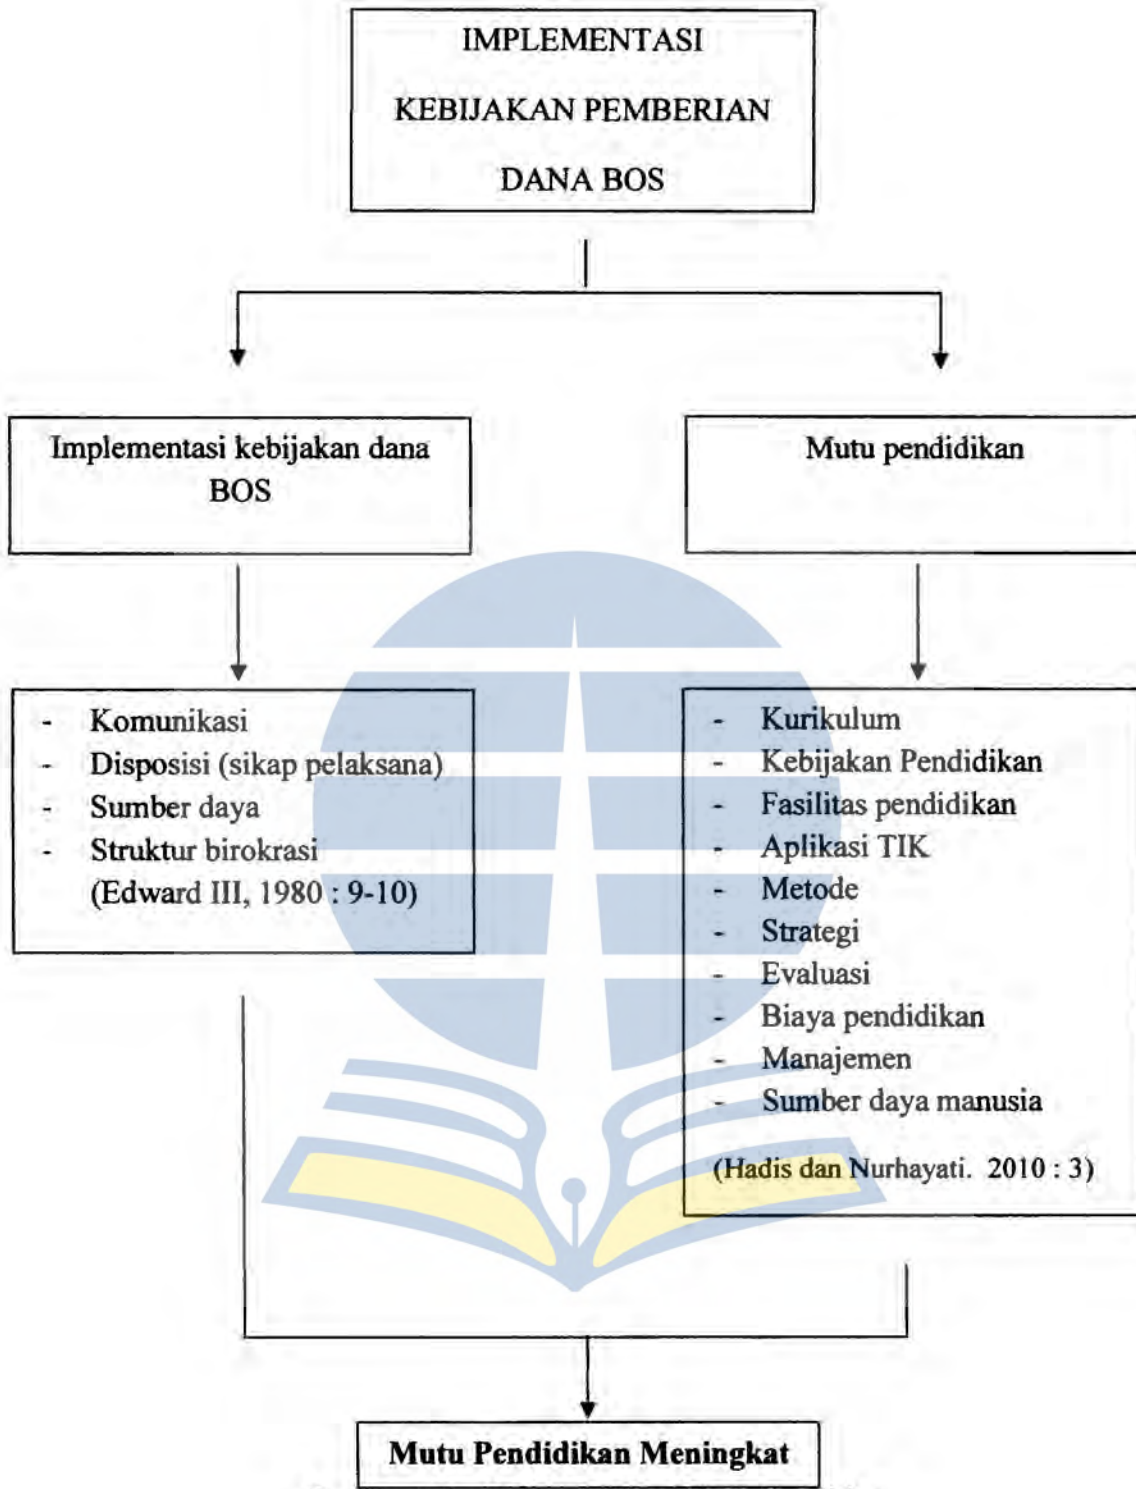 IMPLEMENTASI
KEBIJAKAN PEMBERIAN
DANA BOS
Implementasi kebijakan dana
BOS
Mutu pendidikan
- Komunikasi
- Disposisi (sikap pelaksana)
- Sumber daya
- Struktur birokrasi
(Edward III, 1980 : 9-10)
- Kurikulum
- Kebijakan Pendidikan
- Fasilitas pendidikan
- Aplikasi TIK
- Metode
- Strategi
- Evaluasi
- Biaya pendidikan
- Manajemen
- Sumber daya manusia
(Hadis dan Nurhayati. 2010 : 3)
Mutu Pendidikan Meningkat